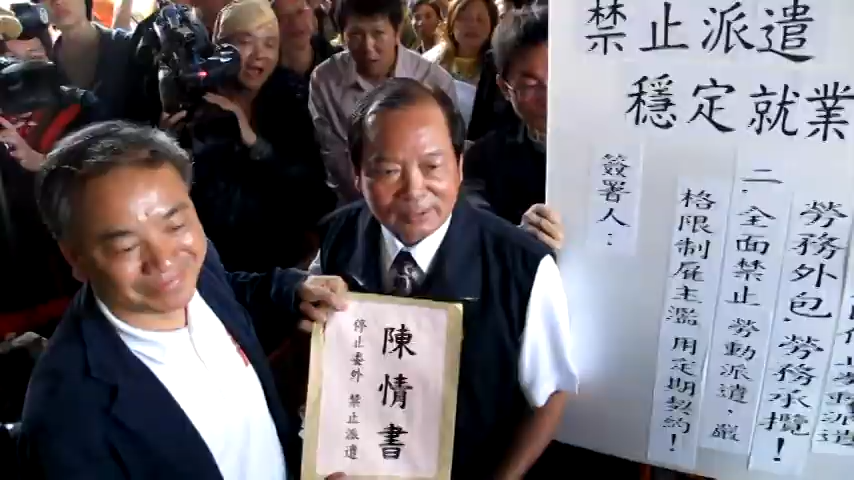 禁止派遣
穩定就業
簽署人：
二、全面禁止勞動派遣、嚴
格限制雇主濫用定期契約！
勞務外包、勞務承攬！
陳情書
停止委外 禁止派遣